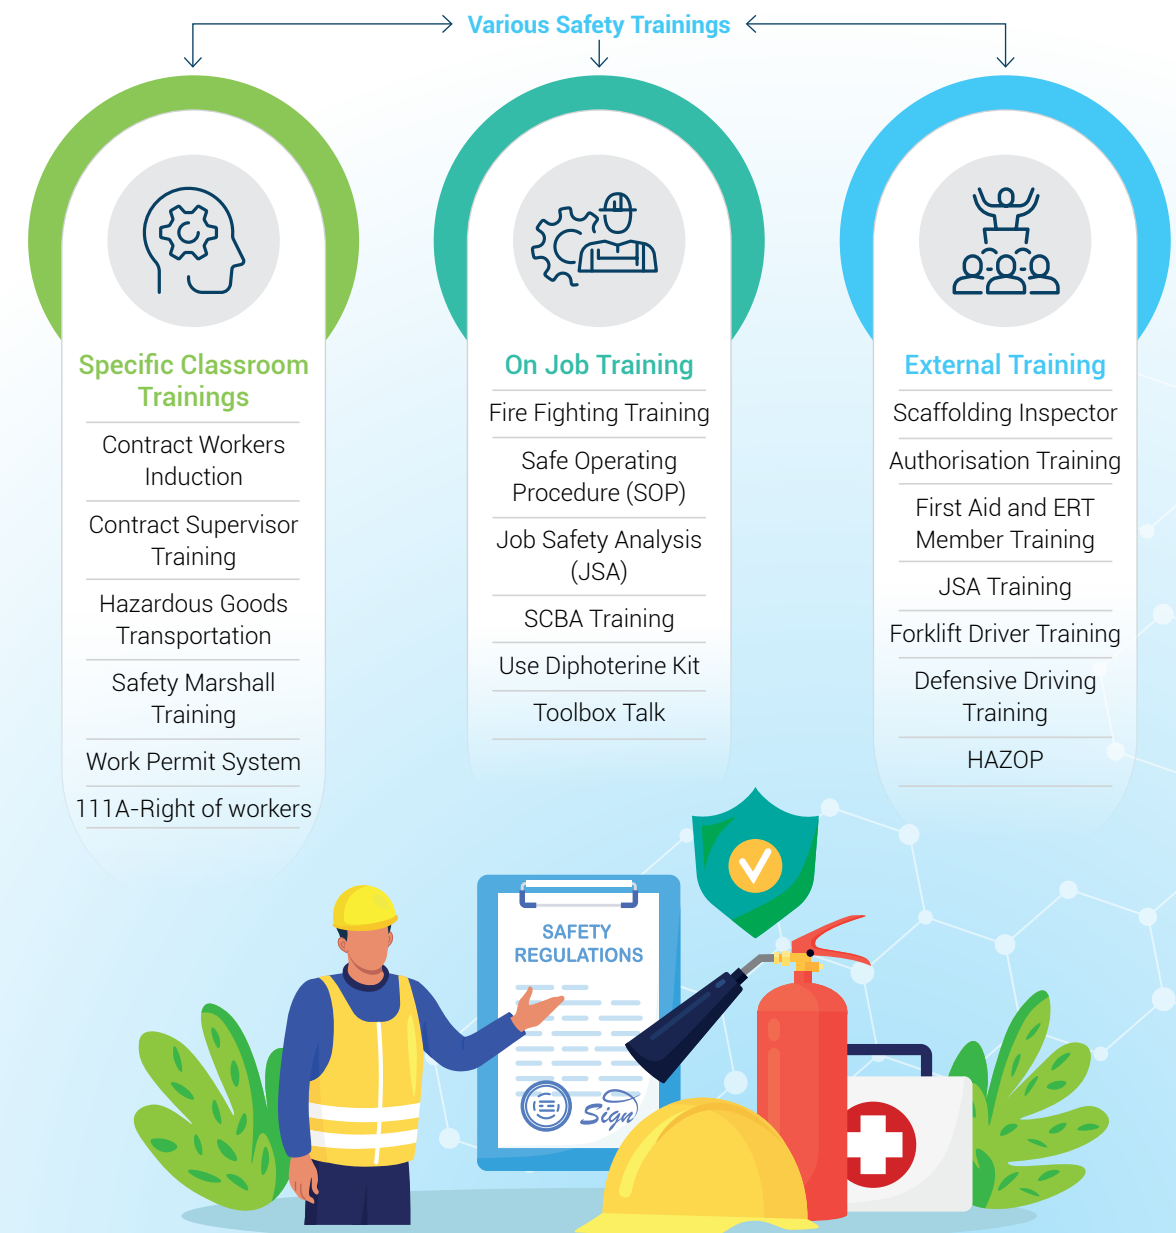 Various Safety Trainings
Specific Classroom
Trainings
Contract Workers
Induction
Contract Supervisor
Training
Hazardous Goods
Transportation
Safety Marshall
Training
Work Permit System
111A-Right of workers
On Job Training
Fire Fighting Training
Safe Operating
Procedure (SOP)
Job Safety Analysis
(JSA)
SCBA Training
Use Diphoterine Kit
Toolbox Talk
External Training
Scaffolding Inspector
Authorisation Training
First Aid and ERT
Member Training
JSA Training
Forklift Driver Training
Defensive Driving
Training
HAZOP
SAFETY
REGULATIONS
Sign